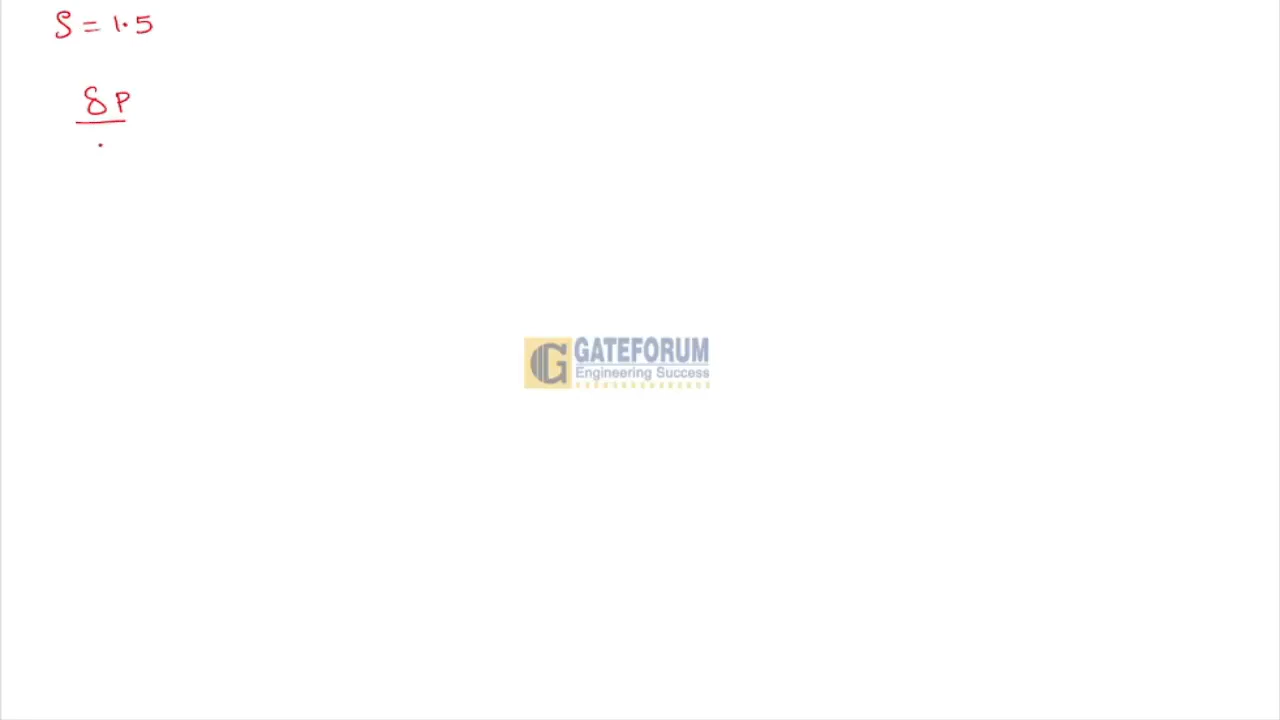 S = 1.5
δP
GATEFORUM
Engineering Success